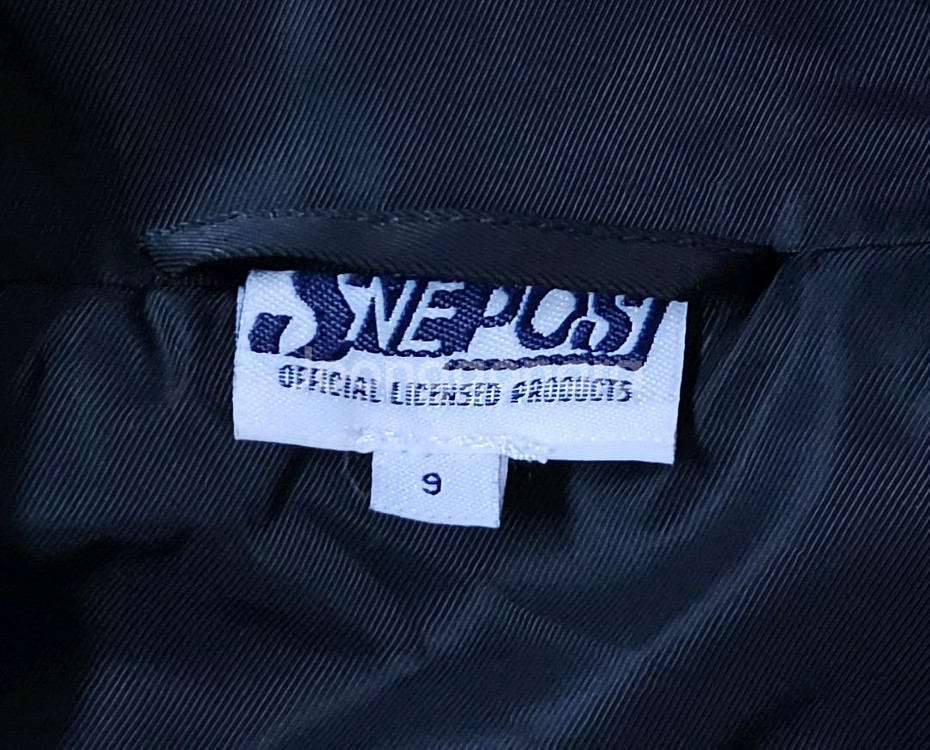 SNEPOST
OFFICIAL LICENSED PRODUCTS
9